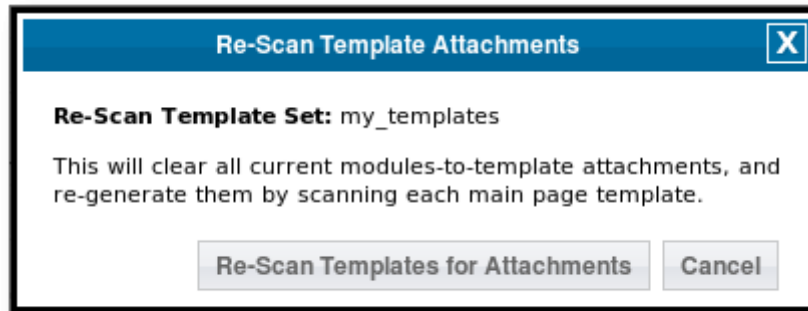 Re-Scan Template Attachments X
Re-Scan Template Set: my_templates
This will clear all current modules-to-template attachments, and
re-generate them by scanning each main page template.
Re-Scan Templates for Attachments Cancel